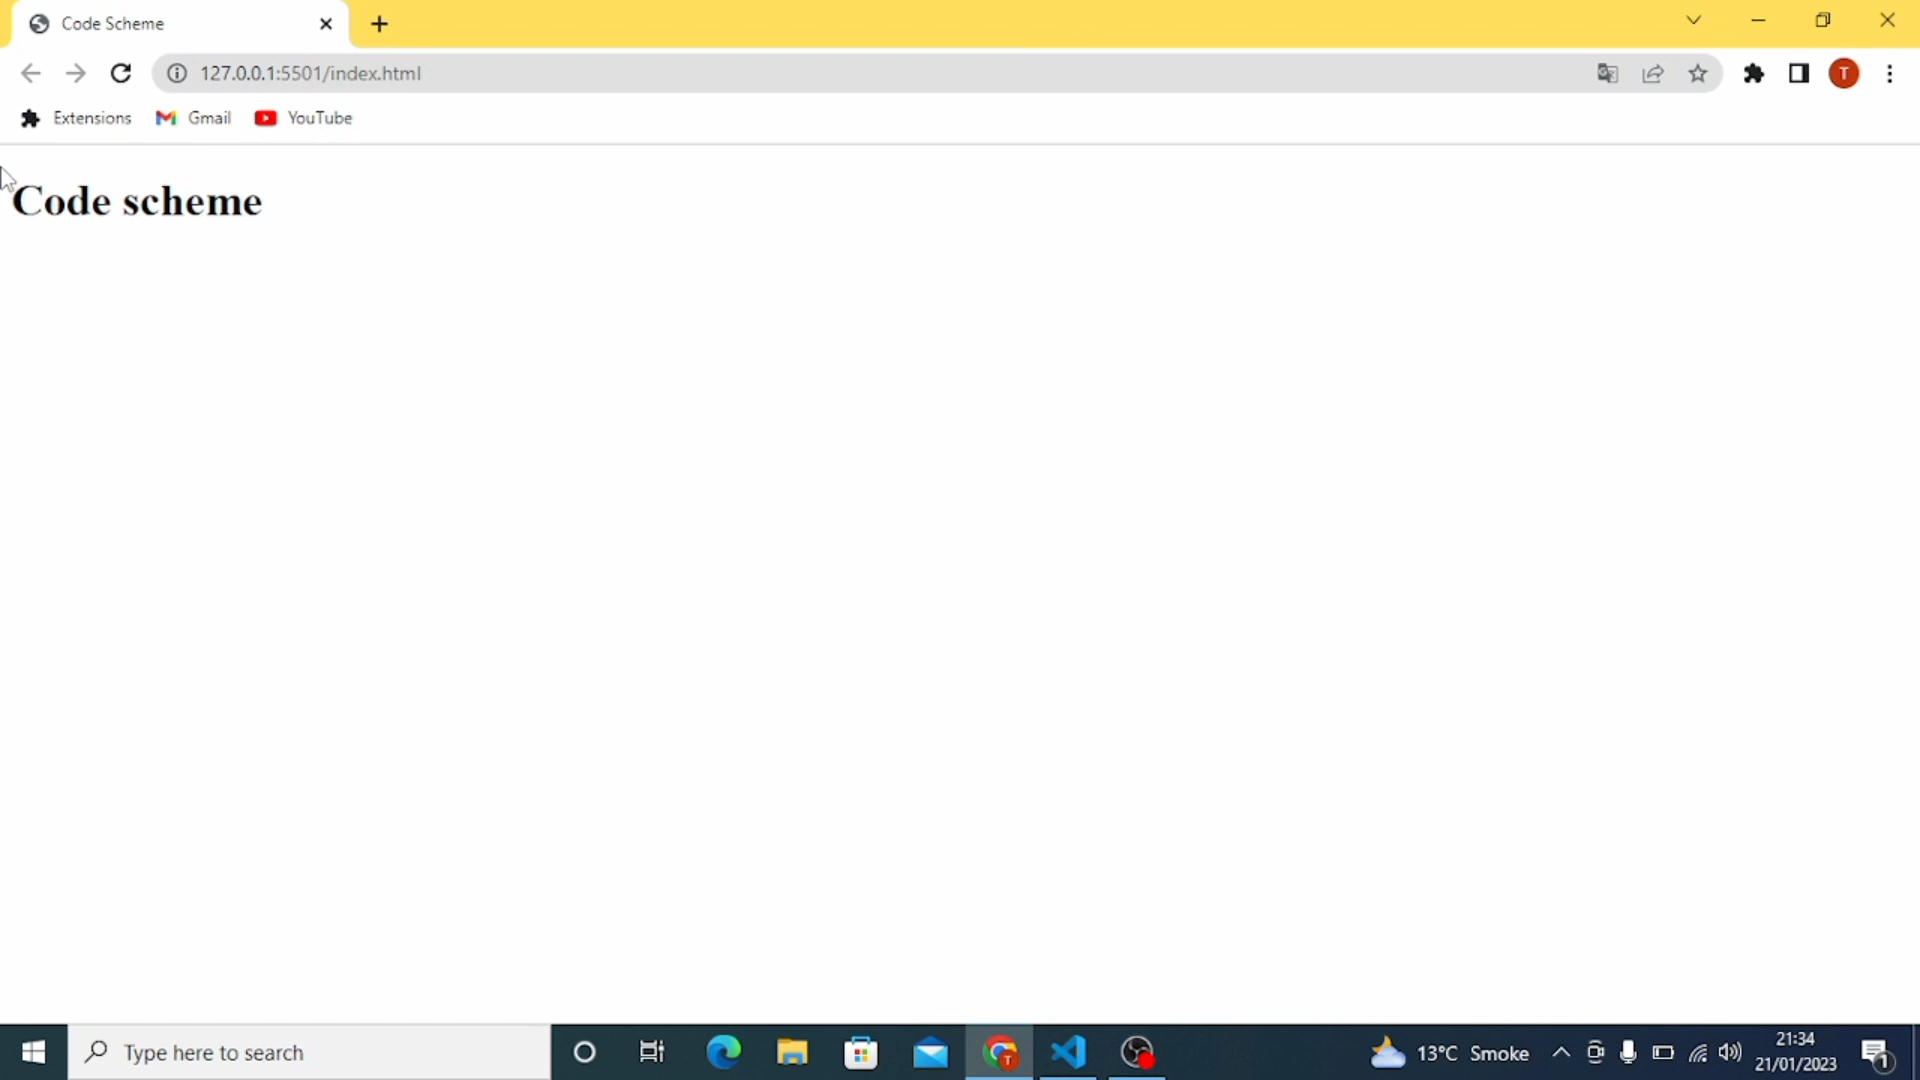 Code Scheme
127.0.0.1:5501/index.html
T
Extensions Gmail YouTube
Code scheme
Type here to search
T
13°C Smoke
21:34
21/01/2023
1